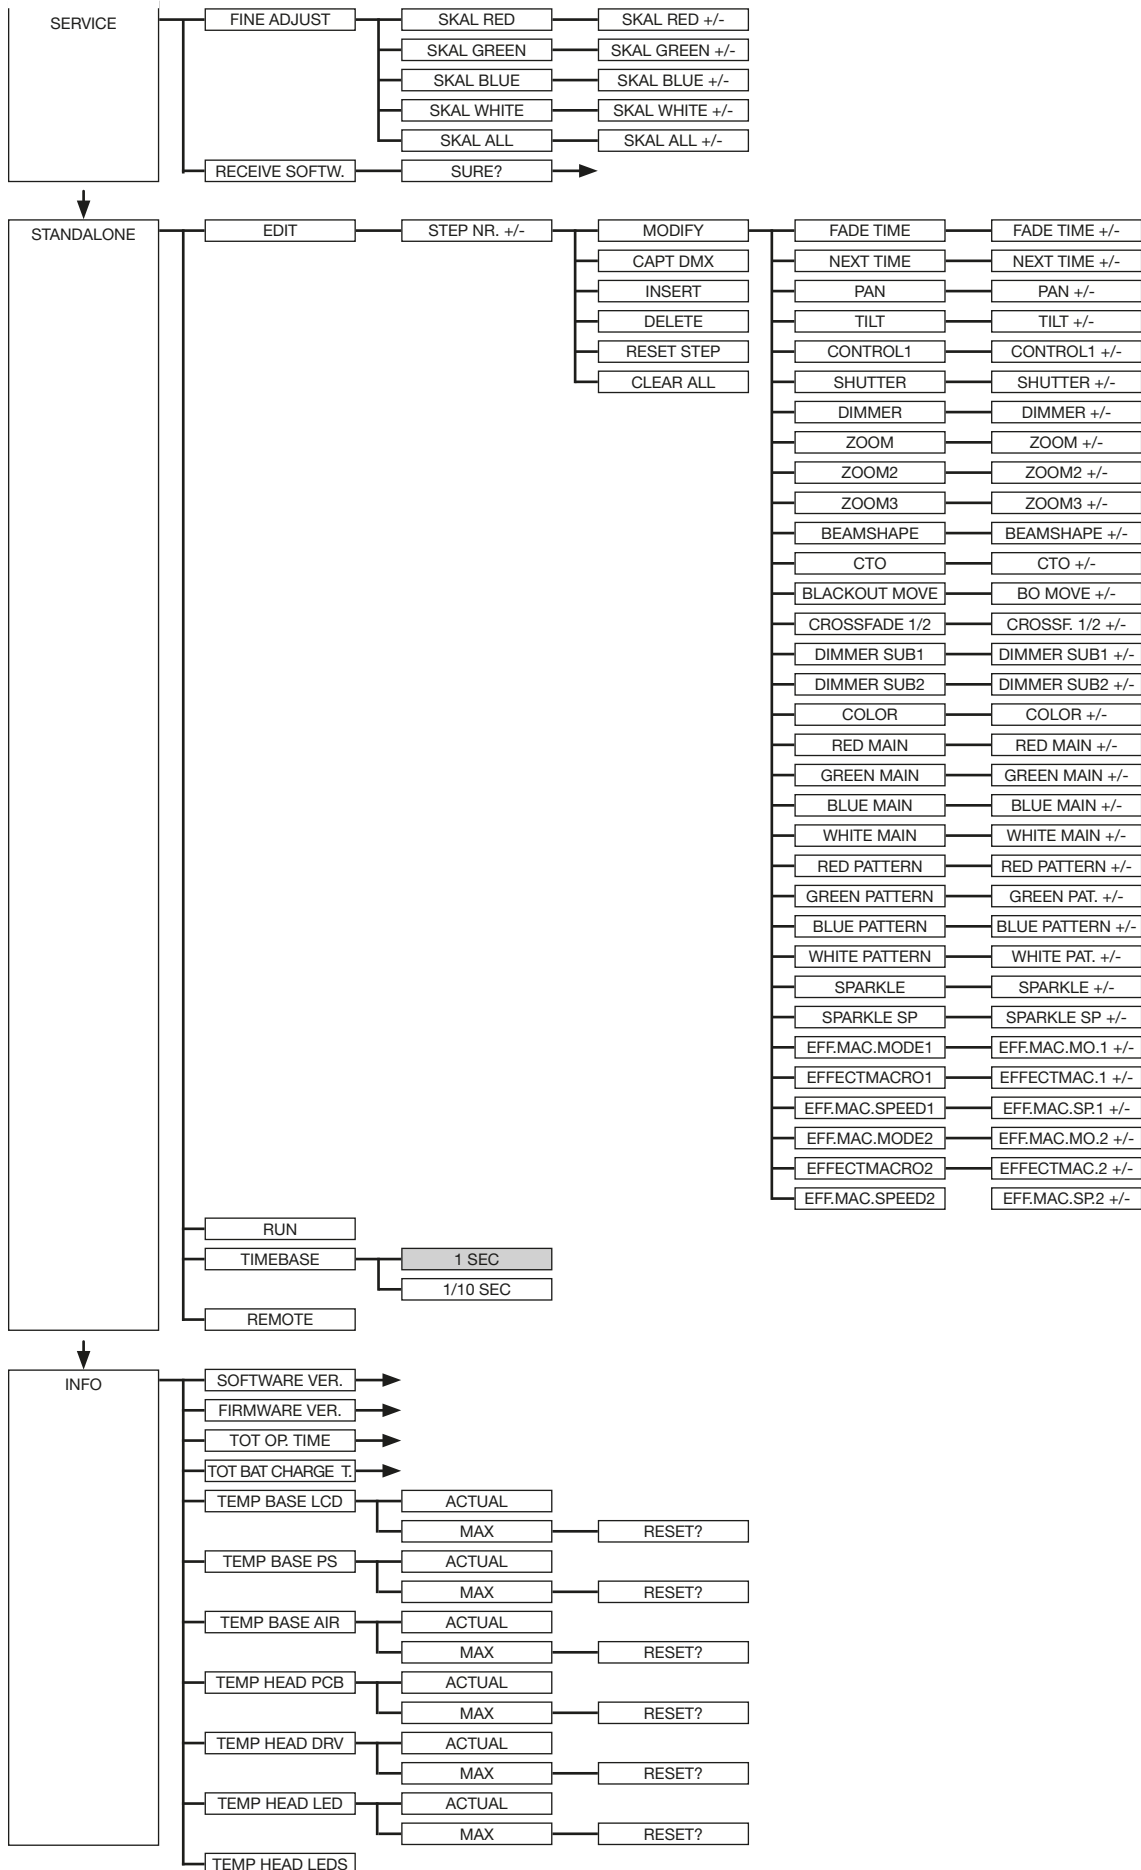 SERVICE
FINE ADJUST SKAL RED SKAL RED +/-
SKAL GREEN SKAL GREEN +/-
SKAL BLUE SKAL BLUE +/-
SKAL WHITE SKAL WHITE +/-
SKAL ALL SKAL ALL +/-
RECEIVE SOFTW. SURE?
STANDALONE EDIT STEP NR. +/- MODIFY FADE TIME FADE TIME +/-
CAPT DMX NEXT TIME NEXT TIME +/-
INSERT PAN PAN +/-
DELETE TILT TILT +/-
RESET STEP CONTROL1 CONTROL1 +/-
CLEAR ALL SHUTTER SHUTTER +/-
DIMMER DIMMER +/-
ZOOM ZOOM +/-
ZOOM2 ZOOM2 +/-
ZOOM3 ZOOM3 +/-
BEAMSHAPE BEAMSHAPE +/-
CTO CTO +/-
BLACKOUT MOVE BO MOVE +/-
CROSSFADE 1/2 CROSSF. 1/2 +/-
DIMMER SUB1 DIMMER SUB1 +/-
DIMMER SUB2 DIMMER SUB2 +/-
COLOR COLOR +/-
RED MAIN RED MAIN +/-
GREEN MAIN GREEN MAIN +/-
BLUE MAIN BLUE MAIN +/-
WHITE MAIN WHITE MAIN +/-
RED PATTERN RED PATTERN +/-
GREEN PATTERN GREEN PAT. +/-
BLUE PATTERN BLUE PATTERN +/-
WHITE PATTERN WHITE PAT. +/-
SPARKLE SPARKLE +/-
SPARKLE SP SPARKLE SP +/-
EFF.MAC.MODE1 EFF.MAC.MO.1 +/-
EFFECTMACRO1 EFFECTMAC.1 +/-
EFF.MAC.SPEED1 EFF.MAC.SP.1 +/-
EFF.MAC.MODE2 EFF.MAC.MO.2 +/-
EFFECTMACRO2 EFFECTMAC.2 +/-
EFF.MAC.SPEED2 EFF.MAC.SP.2 +/-
RUN
TIMEBASE 1 SEC
1/10 SEC
REMOTE
INFO SOFTWARE VER.
FIRMWARE VER.
TOT OP. TIME
TOT BAT CHARGE T.
TEMP BASE LCD ACTUAL
MAX RESET?
TEMP BASE PS ACTUAL
MAX RESET?
TEMP BASE AIR ACTUAL
MAX RESET?
TEMP HEAD PCB ACTUAL
MAX RESET?
TEMP HEAD DRV ACTUAL
MAX RESET?
TEMP HEAD LED ACTUAL
MAX RESET?
TEMP HEAD LEDS